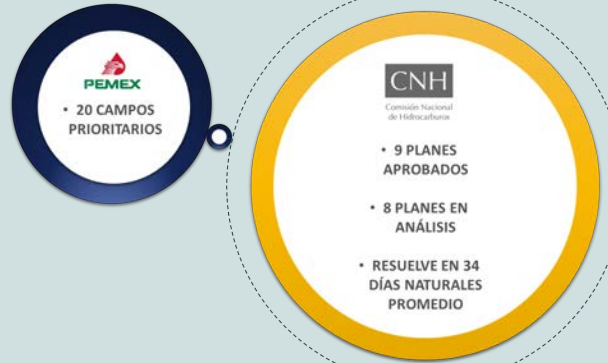 PEMEX
• 20 CAMPOS
PRIORITARIOS
CNH
Comisión Nacional
de Hidrocarburos
• 9 PLANES
APROBADOS
• 8 PLANES EN
ANÁLISIS
• RESUELVE EN 34
DÍAS NATURALES
PROMEDIO